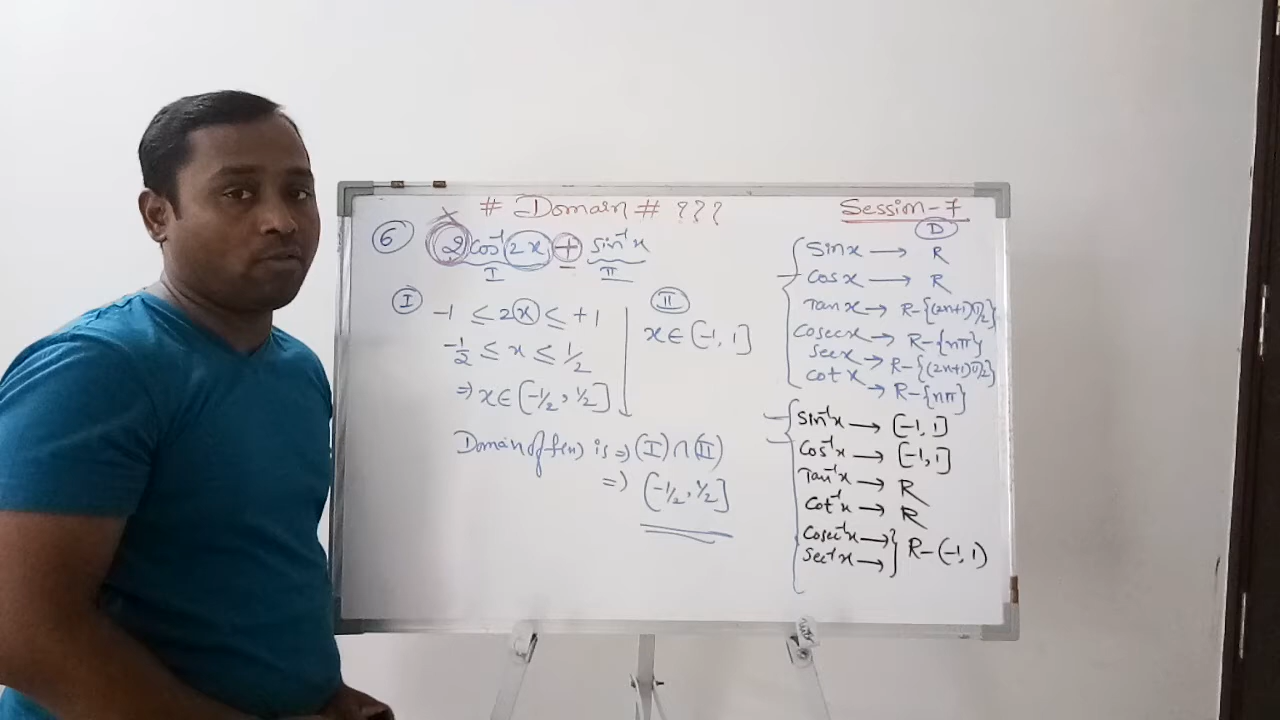 # Domain # ???
Session-7
6
2 cos⁻¹ 2x + sin⁻¹ x
I II
I
-1 ≤ 2x ≤ +1
-1/2 ≤ x ≤ 1/2
⇒ x ∈ [-1/2, 1/2]
II
x ∈ [-1, 1]
Domain of f(x) is ⇒ (I) ∩ (II)
⇒ [-1/2, 1/2]
D
Sin x → R
Cos x → R
Tan x → R-{(2n+1)π/2}
Cosec x → R-{nπ}
Sec x → R-{(2n+1)π/2}
Cot x → R-{nπ}
Sin⁻¹x → [-1, 1]
Cos⁻¹x → [-1, 1]
Tan⁻¹x → R
Cot⁻¹x → R
Cosec⁻¹x →
Sec⁻¹x → } R-(-1, 1)